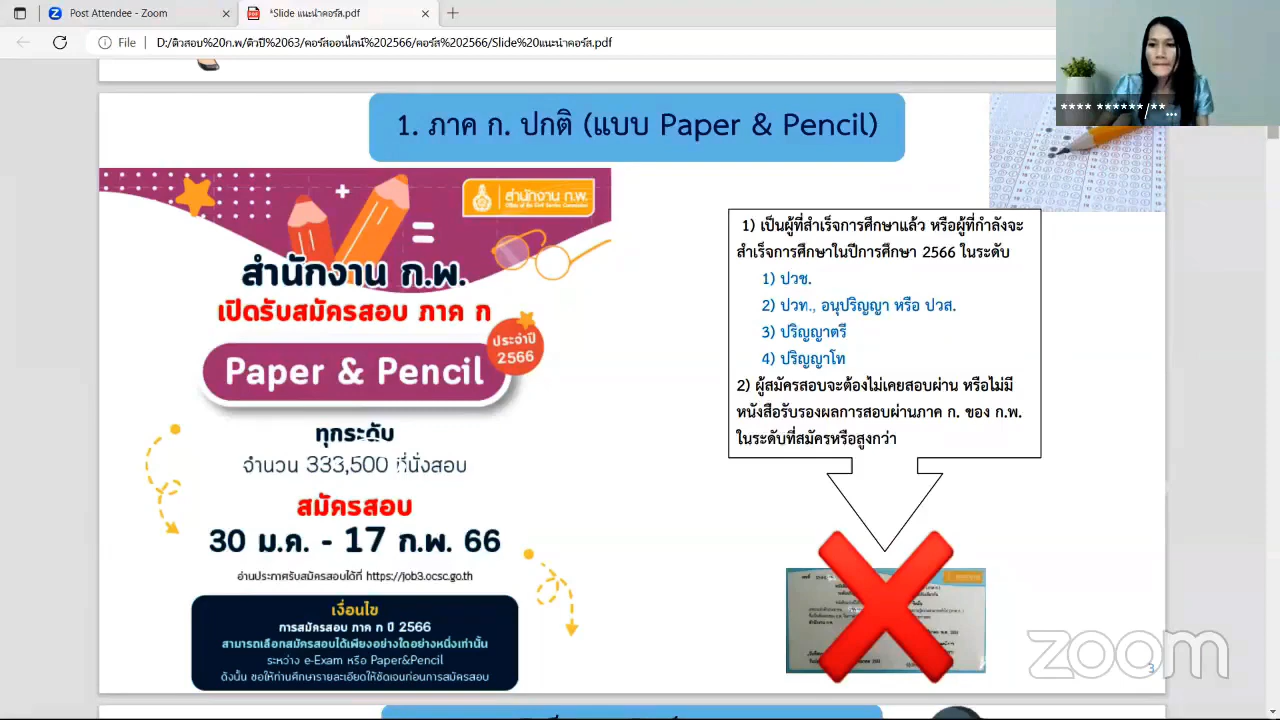 Post Attendee - Zoom
*Slide แนะนำคอร์ส.pdf
File
D:/ติวสอบ%20ก.พ/ติวปี%2063/คอร์สออนไลน์%202566/คอร์ส%202366/Slide%20แนะนำคอร์ส.pdf
**** ******/** ...
1. ภาค ก. ปกติ (แบบ Paper & Pencil)
สำนักงาน ก.พ.
Office of the Civil Service Commission
สำนักงาน ก.พ.
เปิดรับสมัครสอบ ภาค ก
ประจำปี
2566
Paper & Pencil
ทุกระดับ
จำนวน 333,500 ที่นั่งสอบ
สมัครสอบ
30 ม.ค. - 17 ก.พ. 66
อ่านประกาศรับสมัครสอบได้ที่ https://job3.ocsc.go.th
เงื่อนไข
การสมัครสอบ ภาค ก ปี 2566
สามารถเลือกสมัครสอบได้เพียงอย่างใดอย่างหนึ่งเท่านั้น
ระหว่าง e-Exam หรือ Paper&Pencil
ดังนั้น ขอให้ท่านศึกษารายละเอียดให้ชัดเจนก่อนการสมัครสอบ
1) เป็นผู้ที่สำเร็จการศึกษาแล้ว หรือผู้ที่กำลังจะ
สำเร็จการศึกษาในปีการศึกษา 2566 ในระดับ
1) ปวช.
2) ปวท., อนุปริญญา หรือ ปวส.
3) ปริญญาตรี
4) ปริญญาโท
2) ผู้สมัครสอบจะต้องไม่เคยสอบผ่าน หรือไม่มี
หนังสือรับรองผลการสอบผ่านภาค ก. ของ ก.พ.
ในระดับที่สมัครหรือสูงกว่า
zoom
3